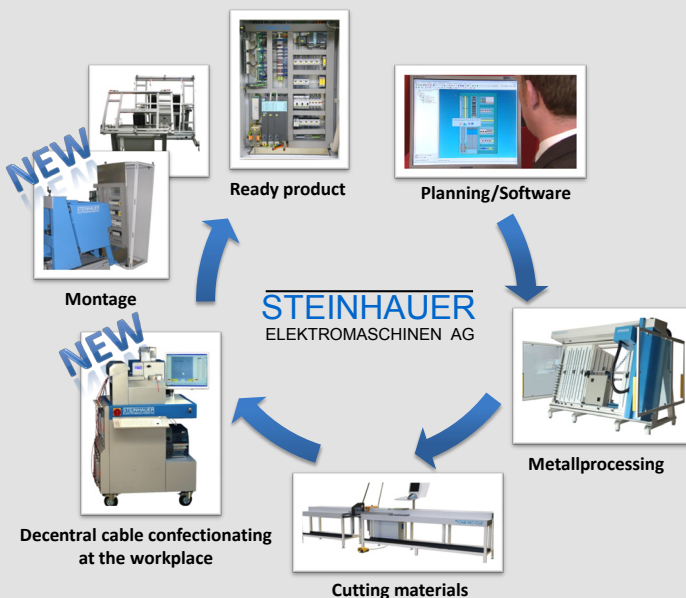 Ready product
Planning/Software
NEW
Montage
STEINHAUER
ELEKTROMASCHINEN AG
NEW
STEINHAUER
Metallprocessing
Decentral cable confectionating
at the workplace
Cutting materials